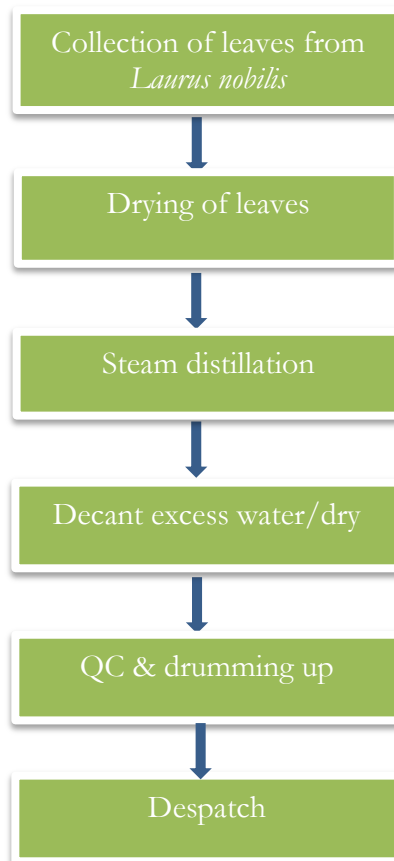 Collection of leaves from
Laurus nobilis
Drying of leaves
Steam distillation
Decant excess water/dry
QC & drumming up
Despatch